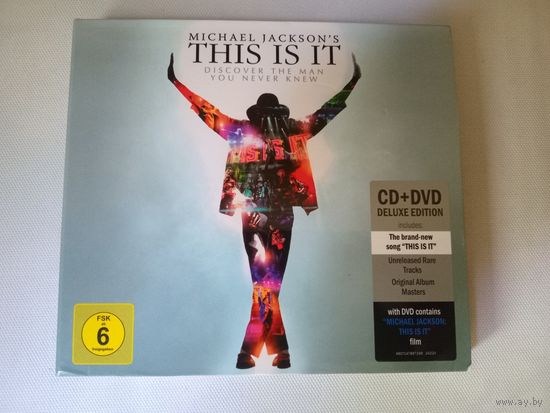 MICHAEL JACKSON'S
THIS IS IT
DISCOVER THE MAN
YOU NEVER KNEW
THIS IS IT
CD+DVD
DELUXE EDITION
includes:
The brand-new
song "THIS IS IT"
Unreleased Rare
Tracks
Original Album
Masters
with DVD contains
"MICHAEL JACKSON:
THIS IS IT"
film
FSK
ab
6
freigegeben
www.ay.by